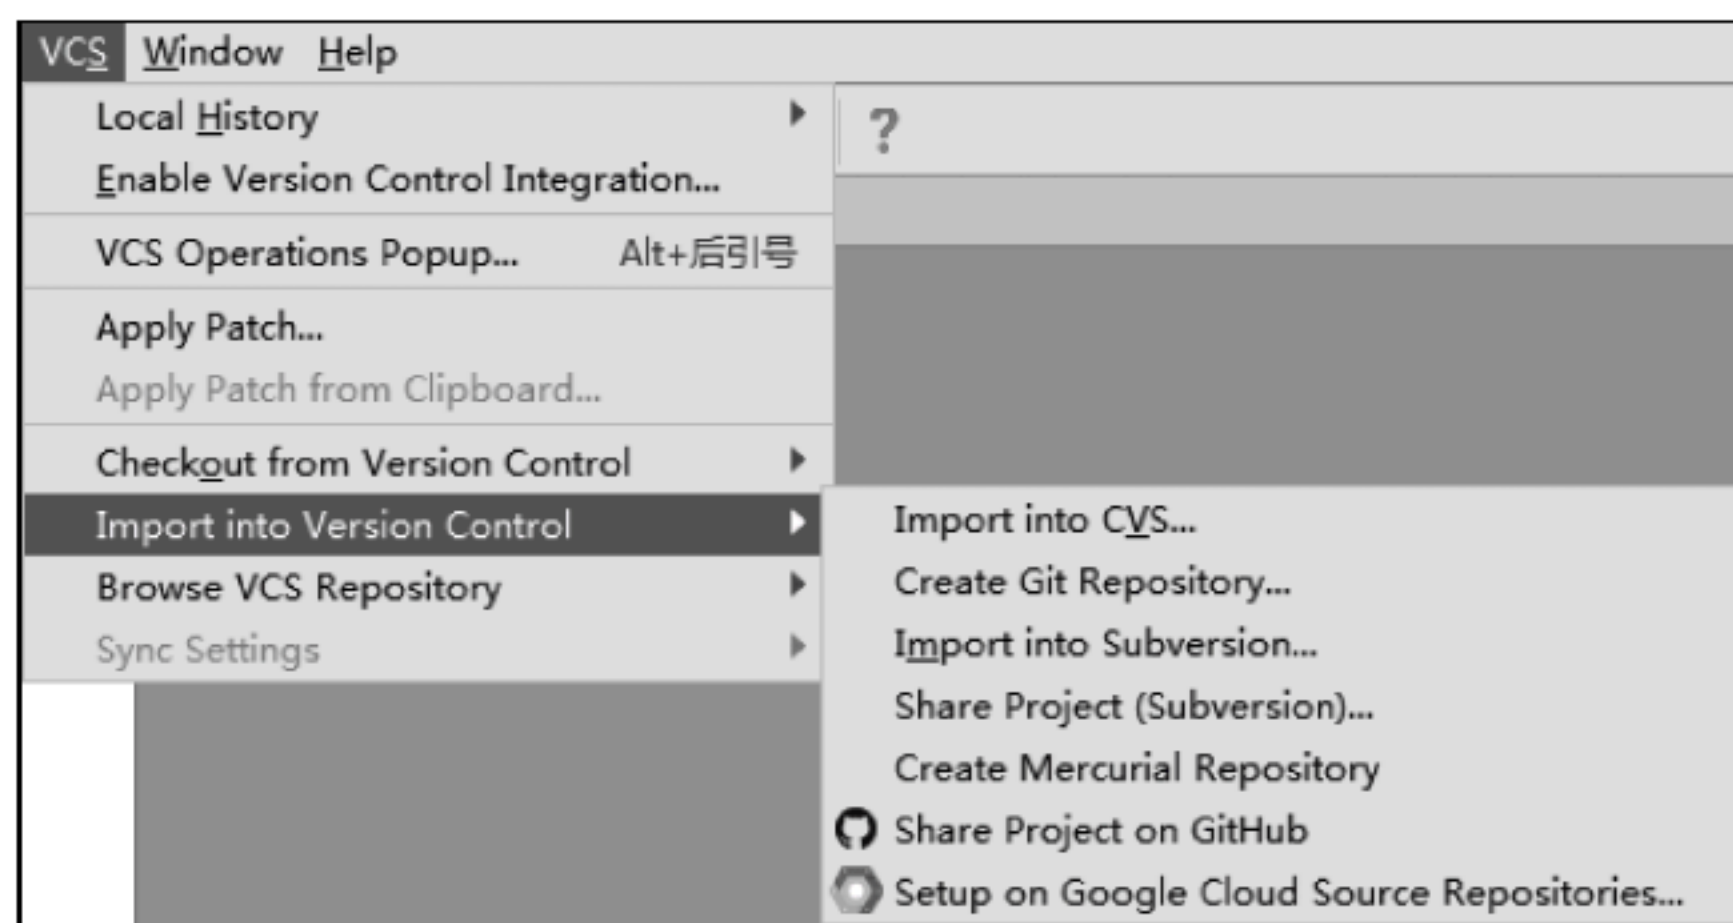 VCS Window Help
Local History
?
Enable Version Control Integration...
VCS Operations Popup... Alt+后引号
Apply Patch...
Apply Patch from Clipboard...
Checkout from Version Control
Import into Version Control
Browse VCS Repository
Sync Settings
Import into CVS...
Create Git Repository...
Import into Subversion...
Share Project (Subversion)...
Create Mercurial Repository
Share Project on GitHub
Setup on Google Cloud Source Repositories...